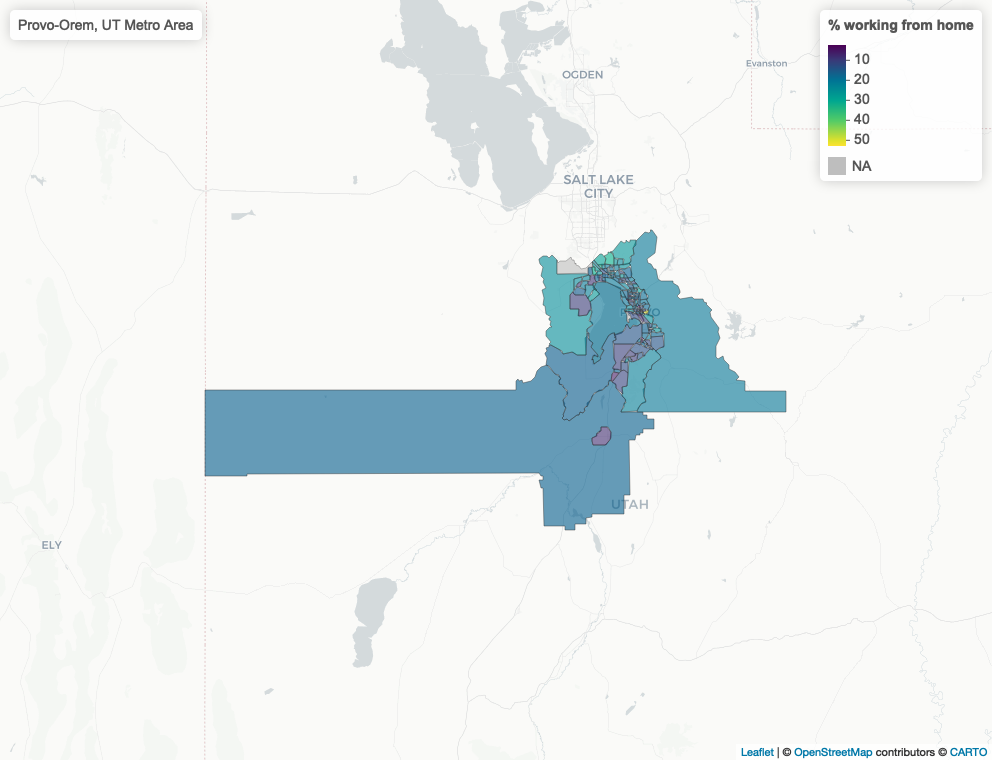 Provo-Orem, UT Metro Area
% working from home
10
20
30
40
50
NA
OGDEN
Evanston
SALT LAKE
CITY
UTAH
ELY
Leaflet | © OpenStreetMap contributors © CARTO